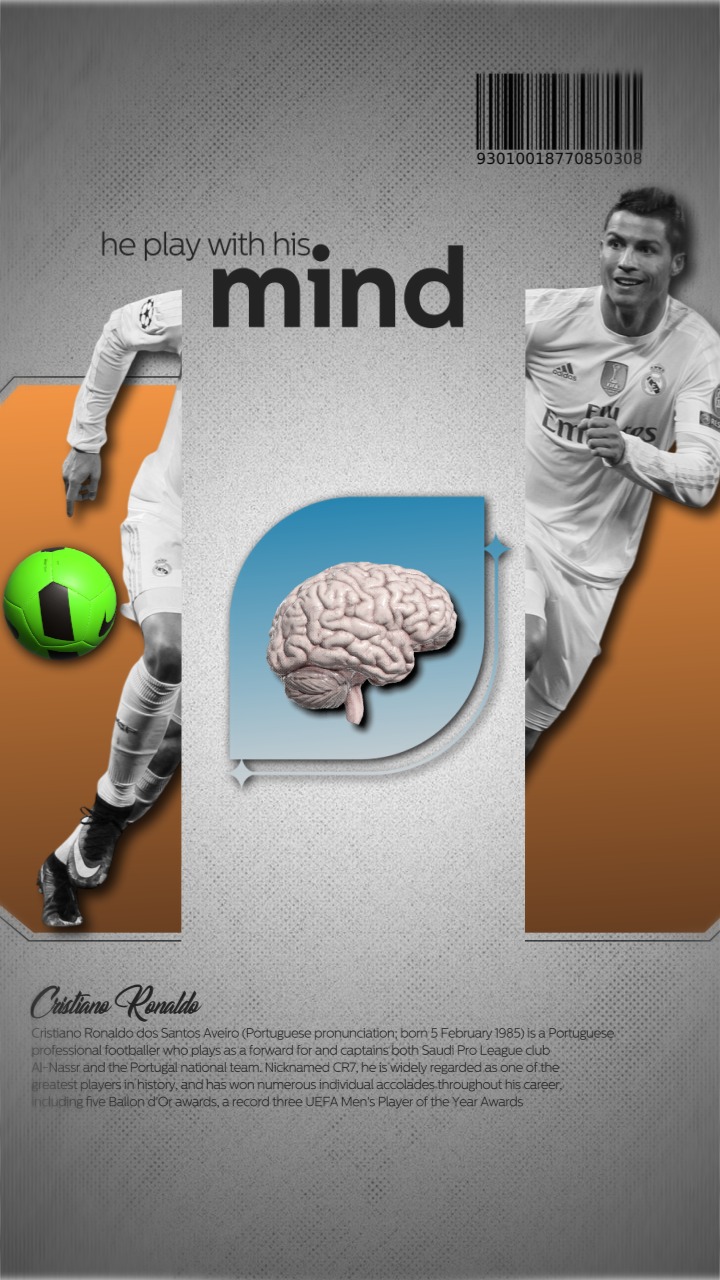 93010018770850308
he play with his
mind
adidas
Fly
Emirates
Cristiano Ronaldo
Cristiano Ronaldo dos Santos Aveiro (Portuguese pronunciation; born 5 February 1985) is a Portuguese
professional footballer who plays as a forward for and captains both Saudi Pro League club
Al-Nassr and the Portugal national team. Nicknamed CR7, he is widely regarded as one of the
greatest players in history, and has won numerous individual accolades throughout his career,
including five Ballon d'Or awards, a record three UEFA Men's Player of the Year Awards